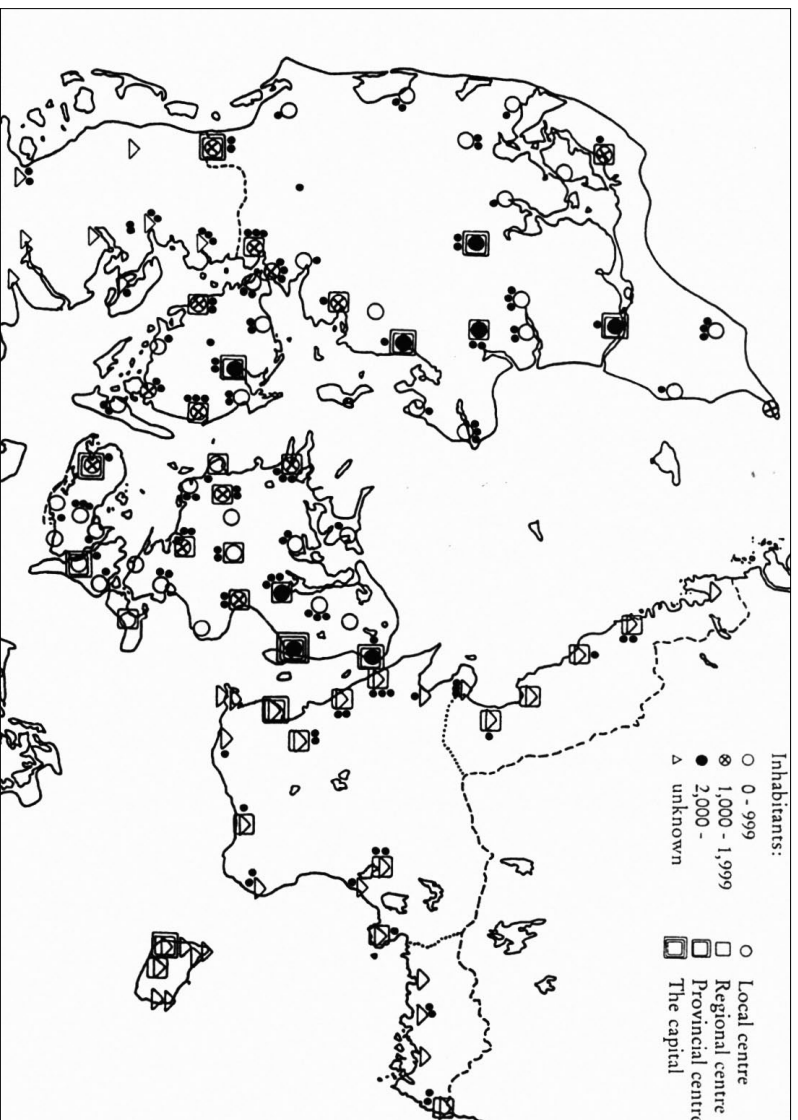 Inhabitants:
○ 0 - 999
⊗ 1,000 - 1,999
● 2,000 -
△ unknown
○ Local centre
□ Regional centre
Provincial centre
The capital